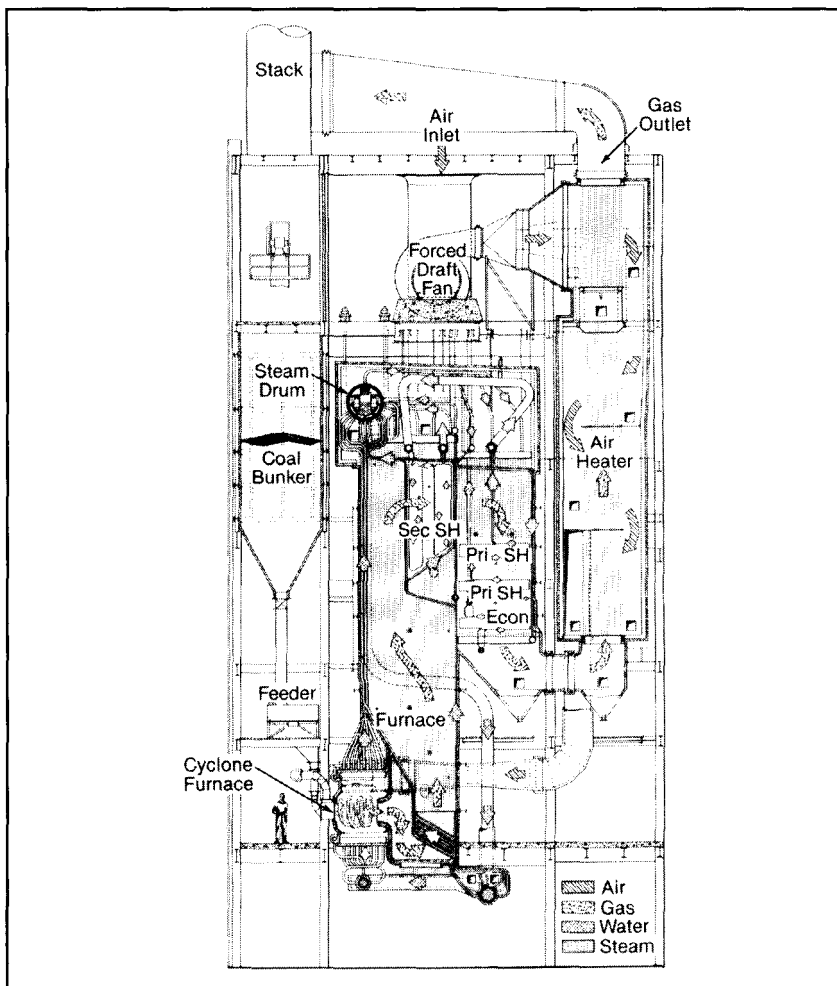 Stack
Air
Inlet
Gas
Outlet
Forced
Draft
Fan
Steam
Drum
Coal
Bunker
Air
Heater
Sec SH
Pri SH
Pri SH
Econ
Feeder
Furnace
Cyclone
Furnace
Air
Gas
Water
Steam